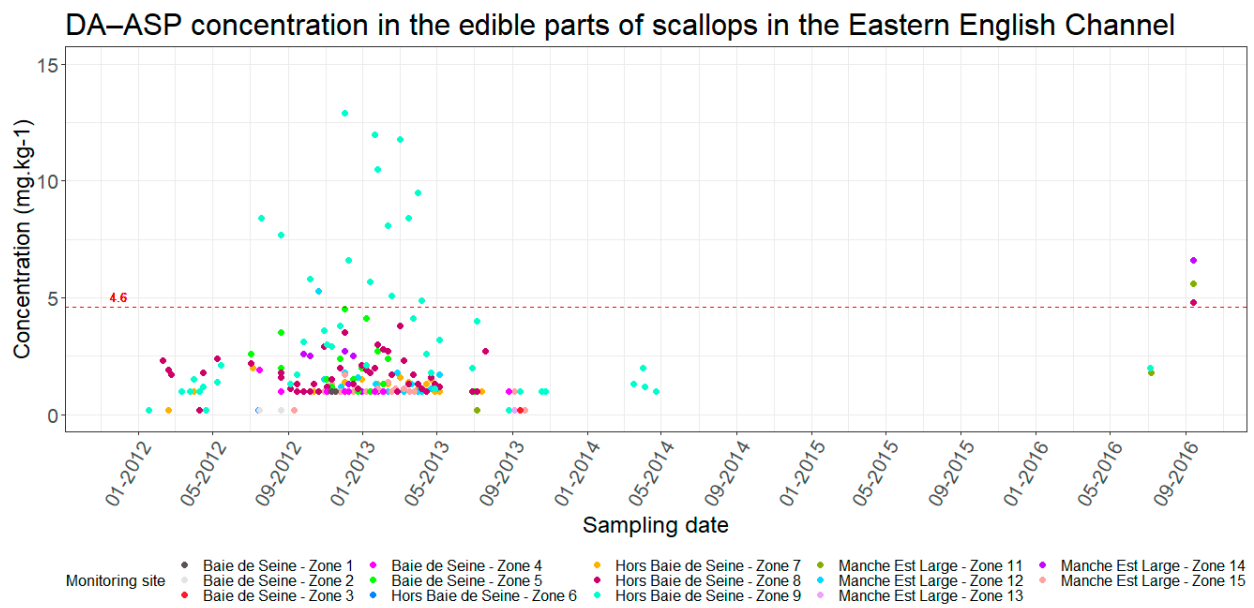 DA–ASP concentration in the edible parts of scallops in the Eastern English Channel
Concentration (mg.kg-1)
15
10
5
0
4.6
01-2012
05-2012
09-2012
01-2013
05-2013
09-2013
01-2014
05-2014
09-2014
01-2015
05-2015
09-2015
01-2016
05-2016
09-2016
Sampling date
Monitoring site
Baie de Seine - Zone 1
Baie de Seine - Zone 2
Baie de Seine - Zone 3
Baie de Seine - Zone 4
Baie de Seine - Zone 5
Hors Baie de Seine - Zone 6
Hors Baie de Seine - Zone 7
Hors Baie de Seine - Zone 8
Hors Baie de Seine - Zone 9
Manche Est Large - Zone 11
Manche Est Large - Zone 12
Manche Est Large - Zone 13
Manche Est Large - Zone 14
Manche Est Large - Zone 15